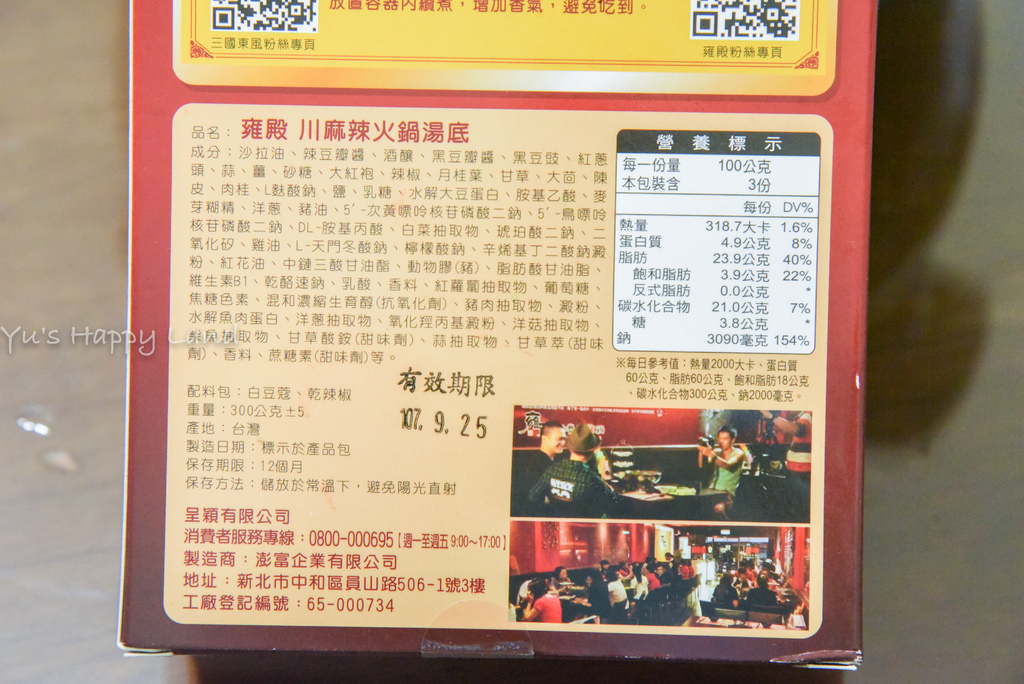 放置容器內續煮，增加香氣，避免吃到。
三國東風粉絲專頁
雍殿粉絲專頁
品名：雍殿 川麻辣火鍋湯底
成分：沙拉油、辣豆瓣醬、酒釀、黑豆瓣醬、黑豆豉、紅蔥
頭、蒜、薑、砂糖、大紅袍、辣椒、月桂葉、甘草、大茴、陳
皮、肉桂、L麩酸鈉、鹽、乳糖、水解大豆蛋白、胺基乙酸、麥
芽糊精、洋蔥、豬油、5′-次黃嘌呤核苷磷酸二鈉、5′-鳥嘌呤
核苷磷酸二鈉、DL-胺基丙酸、白菜抽取物、琥珀酸二鈉、二
氧化矽、雞油、L-天門冬酸鈉、檸檬酸鈉、辛烯基丁二酸鈉澱
粉、紅花油、中鏈三酸甘油酯、動物膠(豬)、脂肪酸甘油脂、
維生素B1、乾酪速鈉、乳酸、香料、紅蘿蔔抽取物、葡萄糖、
焦糖色素、混和濃縮生育醇(抗氧化劑)、豬肉抽取物、澱粉、
水解魚肉蛋白、洋蔥抽取物、氧化羥丙基澱粉、洋菇抽取物、
魚抽取物、甘草酸銨(甜味劑)、蒜抽取物、甘草萃(甜味
劑)、香料、蔗糖素(甜味劑)等。
配料包：白豆蔻、乾辣椒
重量：300公克±5
產地：台灣
製造日期：標示於產品包
保存期限：12個月
保存方法：儲放於常溫下，避免陽光直射
有效期限
107. 9. 25
呈穎有限公司
消費者服務專線：0800-000695【週一至週五 9:00～17:00】
製造商：澎富企業有限公司
地址：新北市中和區員山路506-1號3樓
工廠登記編號：65-000734
營養標示
每一份量 100公克
本包裝含 3份
每份 DV%
熱量 318.7大卡 1.6%
蛋白質 4.9公克 8%
脂肪 23.9公克 40%
飽和脂肪 3.9公克 22%
反式脂肪 0.0公克 *
碳水化合物 21.0公克 7%
糖 3.8公克 *
鈉 3090毫克 154%
※每日參考值：熱量2000大卡、蛋白質
60公克、脂肪60公克、飽和脂肪18公克
、碳水化合物300公克、鈉2000毫克。
雍
Yu's Happy Land